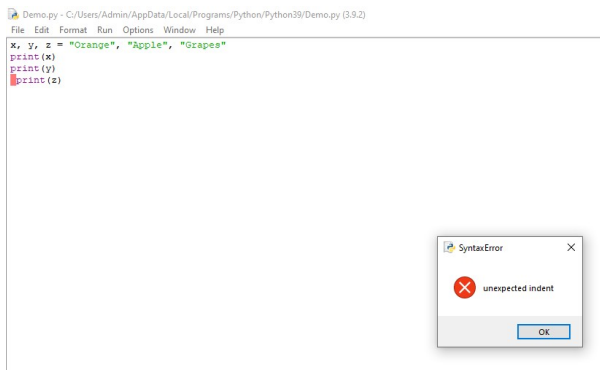 Demo.py - C:/Users/Admin/AppData/Local/Programs/Python/Python39/Demo.py (3.9.2)
File Edit Format Run Options Window Help
x, y, z = "Orange", "Apple", "Grapes"
print(x)
print(y)
 print(z)
SyntaxError
unexpected indent
OK